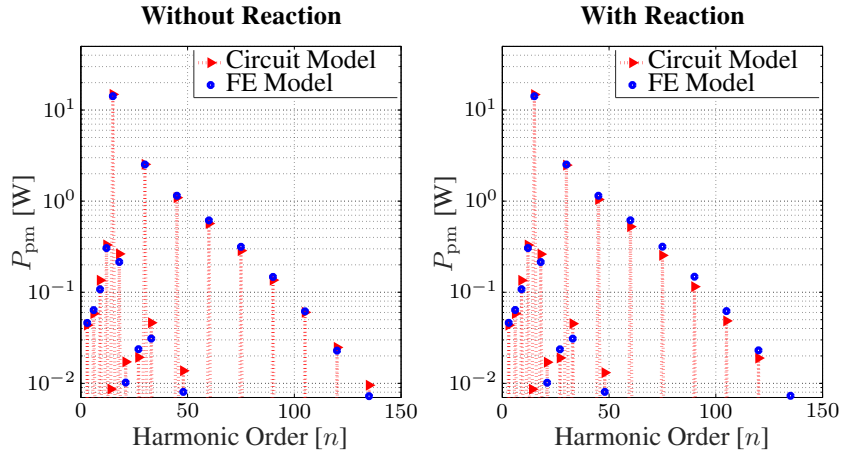 Without Reaction
Circuit Model
FE Model
10^1
10^0
10^-1
10^-2
P_pm [W]
0
50
100
150
Harmonic Order [n]
With Reaction
Circuit Model
FE Model
10^1
10^0
10^-1
10^-2
P_pm [W]
0
50
100
150
Harmonic Order [n]